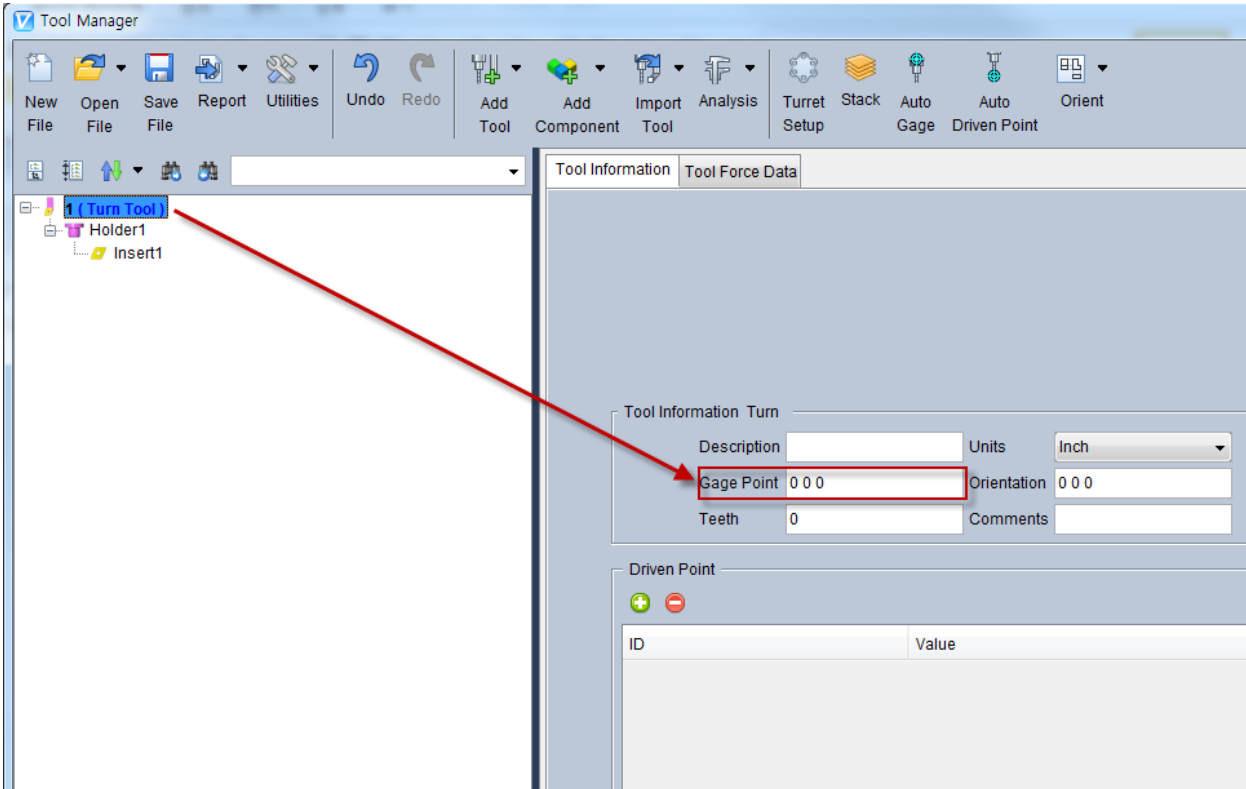 Tool Manager
New File
Open File
Save File
Report
Utilities
Undo
Redo
Add Tool
Add Component
Import Tool
Analysis
Turret Setup
Stack
Auto Gage
Auto Driven Point
Orient
Tool Information
Tool Force Data
1 ( Turn Tool )
Holder1
Insert1
Tool Information Turn
Description
Units Inch
Gage Point 0 0 0
Orientation 0 0 0
Teeth 0
Comments
Driven Point
ID Value